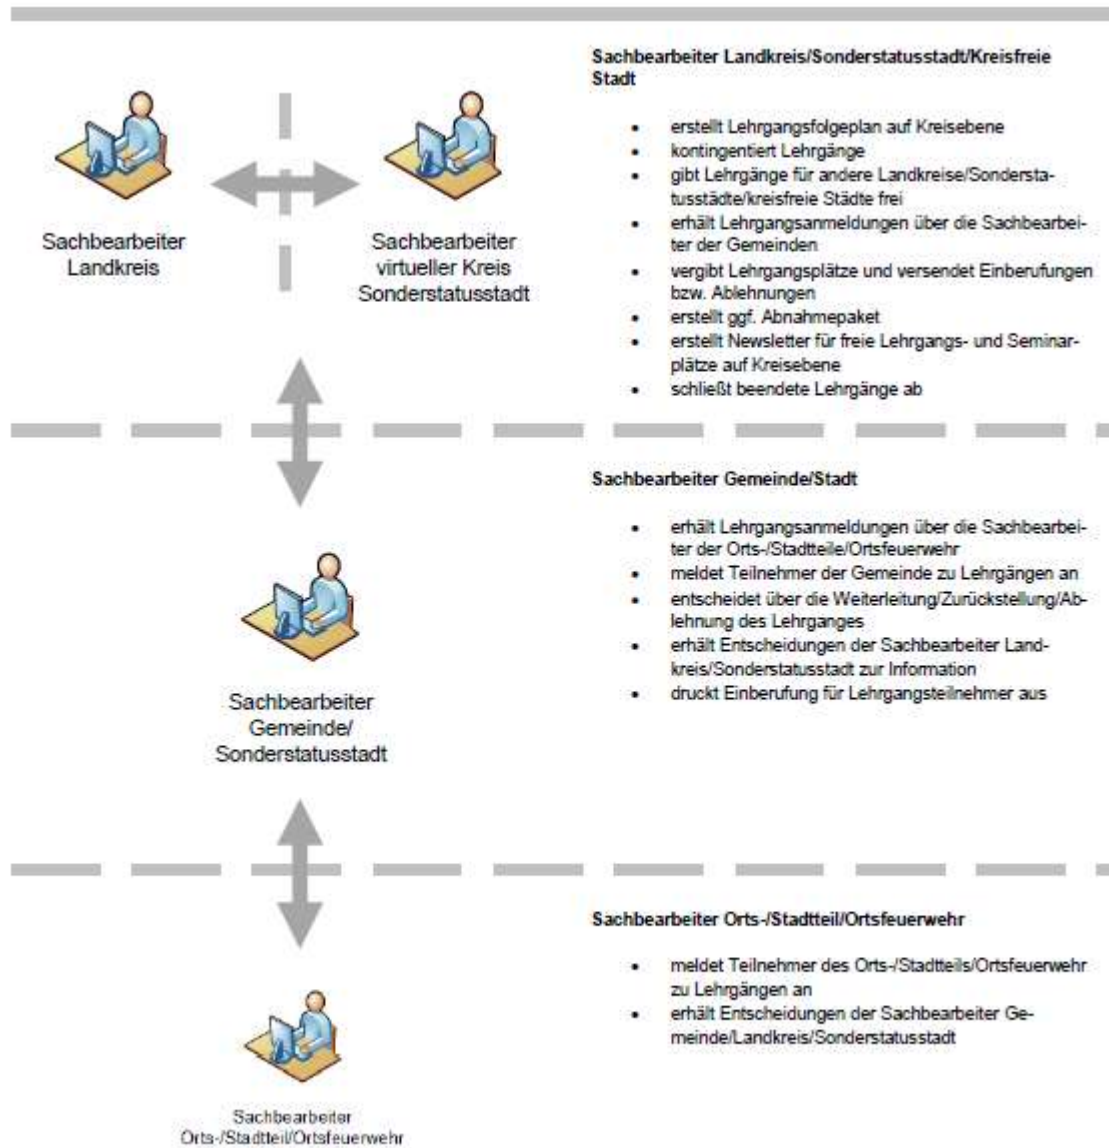 Sachbearbeiter Landkreis/Sonderstatusstadt/Kreisfreie
Stadt
• erstellt Lehrgangsfolgeplan auf Kreisebene
• kontingentiert Lehrgänge
• gibt Lehrgänge für andere Landkreise/Sondersta-
tusstädte/kreisfreie Städte frei
• erhält Lehrgangsanmeldungen über die Sachbearbei-
ter der Gemeinden
• vergibt Lehrgangsplätze und versendet Einberufungen
bzw. Ablehnungen
• erstellt ggf. Abnahmepaket
• erstellt Newsletter für freie Lehrgangs- und Seminar-
plätze auf Kreisebene
• schließt beendete Lehrgänge ab
Sachbearbeiter
Landkreis
Sachbearbeiter
virtueller Kreis
Sonderstatusstadt
Sachbearbeiter Gemeinde/Stadt
• erhält Lehrgangsanmeldungen über die Sachbearbei-
ter der Orts-/Stadtteile/Ortsfeuerwehr
• meldet Teilnehmer der Gemeinde zu Lehrgängen an
• entscheidet über die Weiterleitung/Zurückstellung/Ab-
lehnung des Lehrganges
• erhält Entscheidungen der Sachbearbeiter Land-
kreis/Sonderstatusstadt zur Information
• druckt Einberufung für Lehrgangsteilnehmer aus
Sachbearbeiter
Gemeinde/
Sonderstatusstadt
Sachbearbeiter Orts-/Stadtteil/Ortsfeuerwehr
• meldet Teilnehmer des Orts-/Stadtteils/Ortsfeuerwehr
zu Lehrgängen an
• erhält Entscheidungen der Sachbearbeiter Ge-
meinde/Landkreis/Sonderstatusstadt
Sachbearbeiter
Orts-/Stadtteil/Ortsfeuerwehr